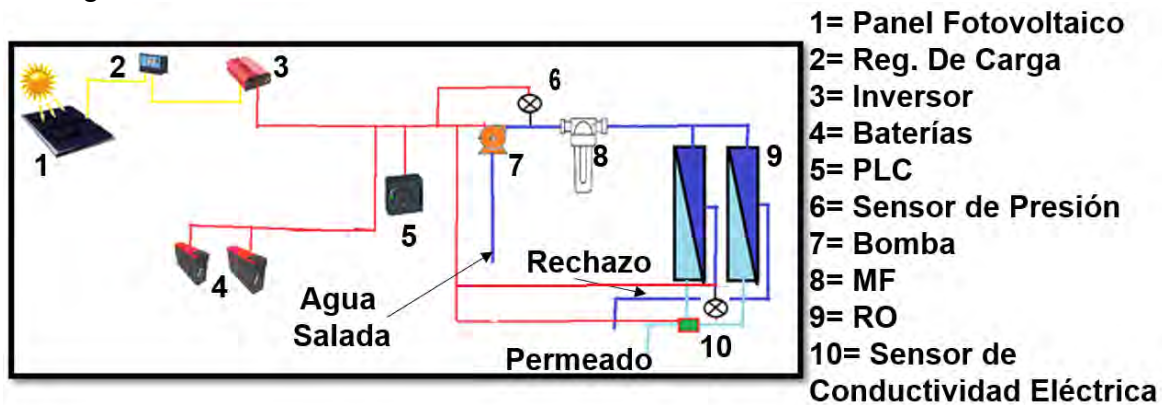 1= Panel Fotovoltaico
2= Reg. De Carga
3= Inversor
4= Baterías
5= PLC
6= Sensor de Presión
7= Bomba
8= MF
9= RO
10= Sensor de
Conductividad Eléctrica
1
2
3
4
5
6
7
8
9
10
Agua
Salada
Rechazo
Permeado